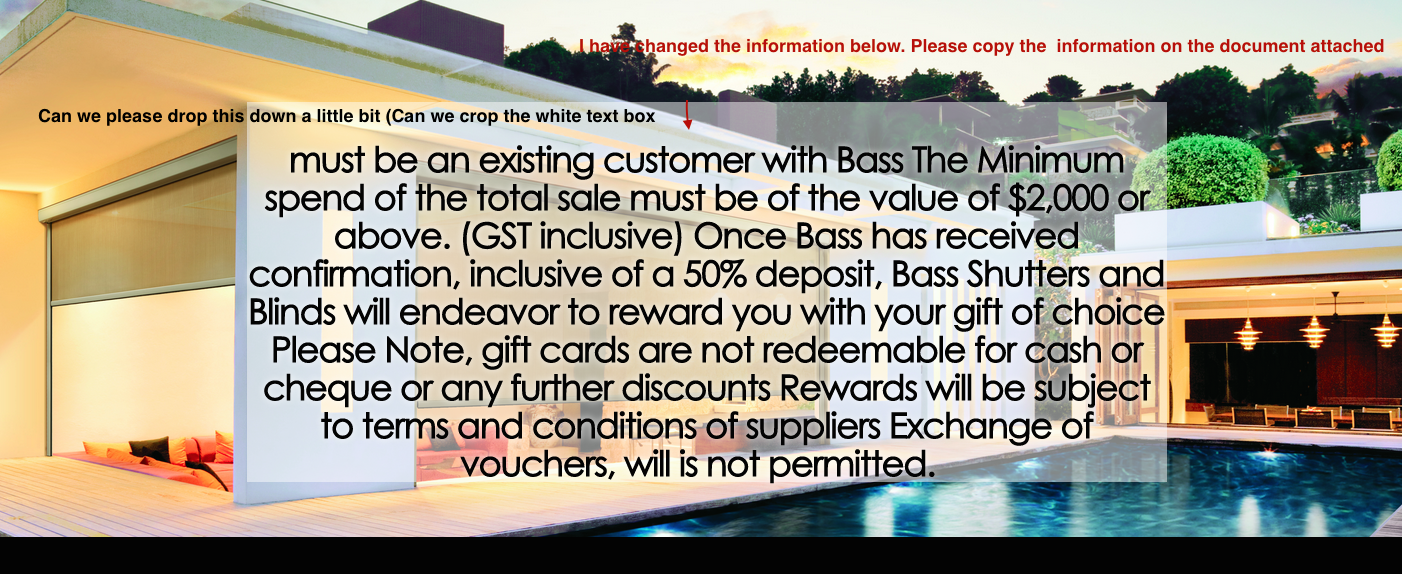 I have changed the information below. Please copy the  information on the document attached
Can we please drop this down a little bit (Can we crop the white text box
must be an existing customer with Bass The Minimum
spend of the total sale must be of the value of $2,000 or
above. (GST inclusive) Once Bass has received
confirmation, inclusive of a 50% deposit, Bass Shutters and
Blinds will endeavor to reward you with your gift of choice
Please Note, gift cards are not redeemable for cash or
cheque or any further discounts Rewards will be subject
to terms and conditions of suppliers Exchange of
vouchers, will is not permitted.